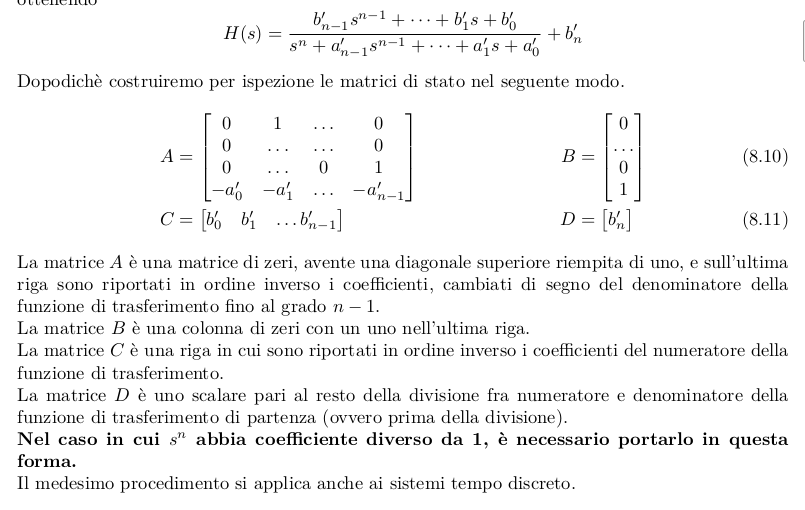 ottenendo
H(s) = \frac{b'_{n-1}s^{n-1} + \cdots + b'_1 s + b'_0}{s^n + a'_{n-1}s^{n-1} + \cdots + a'_1 s + a'_0} + b'_n
Dopodichè costruiremo per ispezione le matrici di stato nel seguente modo.
A = \begin{bmatrix} 0 & 1 & \dots & 0 \\ 0 & \dots & \dots & 0 \\ 0 & \dots & 0 & 1 \\ -a'_0 & -a'_1 & \dots & -a'_{n-1} \end{bmatrix} B = \begin{bmatrix} 0 \\ \dots \\ 0 \\ 1 \end{bmatrix} (8.10)
C = \begin{bmatrix} b'_0 & b'_1 & \dots b'_{n-1} \end{bmatrix} D = \begin{bmatrix} b'_n \end{bmatrix} (8.11)
La matrice A è una matrice di zeri, avente una diagonale superiore riempita di uno, e sull'ultima
riga sono riportati in ordine inverso i coefficienti, cambiati di segno del denominatore della
funzione di trasferimento fino al grado n − 1.
La matrice B è una colonna di zeri con un uno nell'ultima riga.
La matrice C è una riga in cui sono riportati in ordine inverso i coefficienti del numeratore della
funzione di trasferimento.
La matrice D è uno scalare pari al resto della divisione fra numeratore e denominatore della
funzione di trasferimento di partenza (ovvero prima della divisione).
Nel caso in cui s^n abbia coefficiente diverso da 1, è necessario portarlo in questa
forma.
Il medesimo procedimento si applica anche ai sistemi tempo discreto.